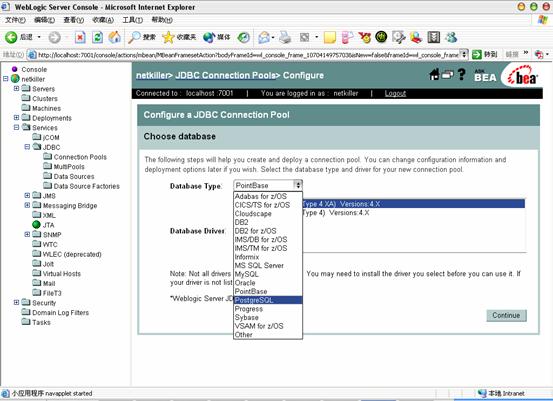 WebLogic Server Console - Microsoft Internet Explorer
文件(F) 编辑(E) 查看(V) 收藏(A) 工具(T) 帮助(H)
后退 搜索 收藏夹 媒体
地址(D) http://localhost:7001/console/actions/mbean/MBeanFramesetAction?bodyFrameId=wl_console_frame_1070414975703&isNew=false&frameId=wl_console_f 转到 链接
Console
netkiller
Servers
Clusters
Machines
Deployments
Services
jCOM
JDBC
Connection Pools
MultiPools
Data Sources
Data Source Factories
JMS
Messaging Bridge
XML
JTA
SNMP
WTC
WLEC (deprecated)
Jolt
Virtual Hosts
Mail
FileT3
Security
Domain Log Filters
Tasks
netkiller> JDBC Connection Pools> Configure
ASK
BEA
bea
Connected to : localhost :7001 | You are logged in as : netkiller | Logout
Configure a JDBC Connection Pool
Choose database
The following steps will help you create and deploy a connection pool. You can change configuration information and
deployment options later if you wish. Select the database type and driver for your new connection pool.
Database Type: PointBase
Adabas for z/OS
CICS/TS for z/OS
Cloudscape
DB2
DB2 for z/OS
IMS/DB for z/OS
IMS/TM for z/OS
Informix
MS SQL Server
MySQL
Oracle
PointBase
PostgreSQL
Progress
Sybase
VSAM for z/OS
Other
Database Driver:
Type 4 XA) Versions:4.X
Type 4) Versions:4.X
Note: Not all drivers You may need to install the driver you select before you can use it. If
your driver is not list
*Weblogic Server JD
Continue
小应用程序 navapplet started
本地 Intranet